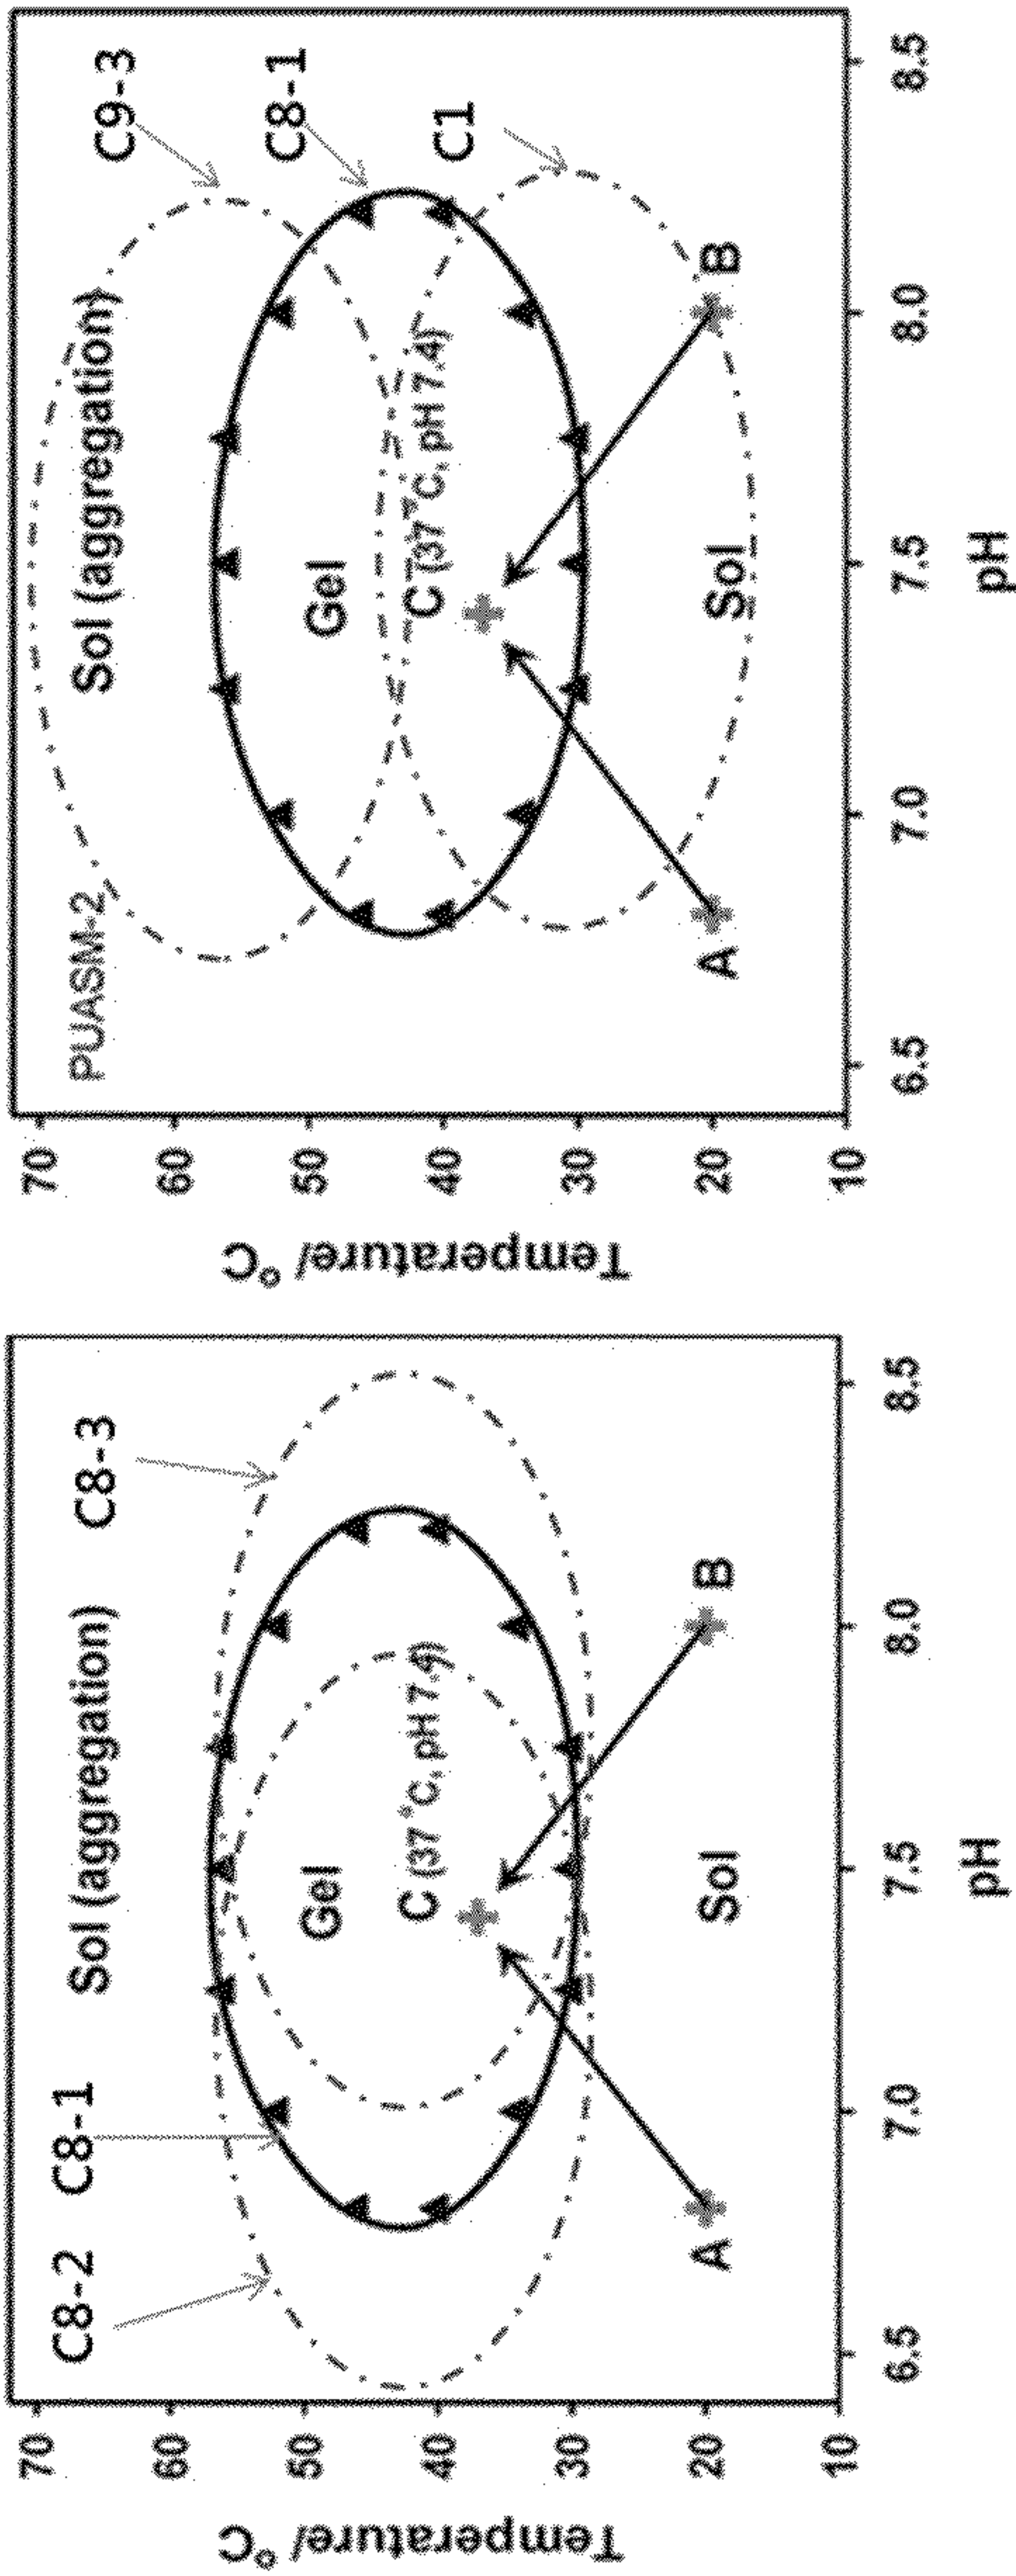 C8-2 C8-1 Sol (aggregation) C8-3
Gel
C (37 °C, pH 7.4)
A Sol B
70
60
50
40
30
20
10
Temperature/ °C
6.5 7.0 7.5 8.0 8.5
pH
PUASM-2 Sol (aggregation) C9-3
C8-1
Gel
C (37 °C, pH 7.4)
C1
A Sol B
70
60
50
40
30
20
10
Temperature/ °C
6.5 7.0 7.5 8.0 8.5
pH